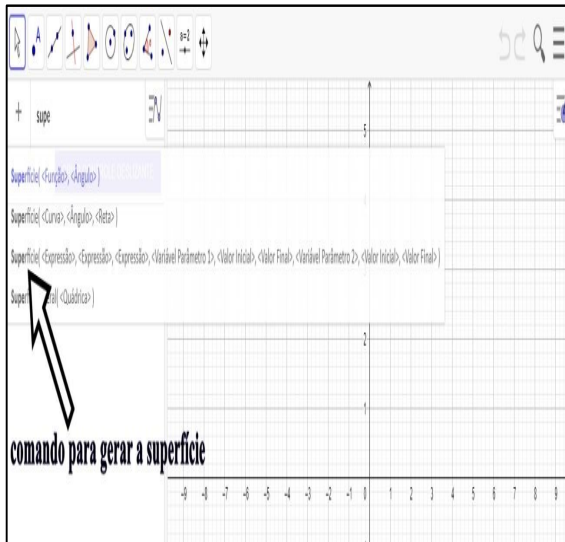 A
a=2
+ supe
Superfície( <Função>, <Ângulo> )
Superfície( <Curva>, <Ângulo>, <Reta> )
Superfície( <Expressão>, <Expressão>, <Expressão>, <Variável Parâmetro 1>, <Valor Inicial>, <Valor Final>, <Variável Parâmetro 2>, <Valor Inicial>, <Valor Final> )
<Quádrica> )
comando para gerar a superfície
5
2
1
-9 -8 -7 -6 -5 -4 -3 -2 -1 0 1 2 3 4 5 6 7 8 9